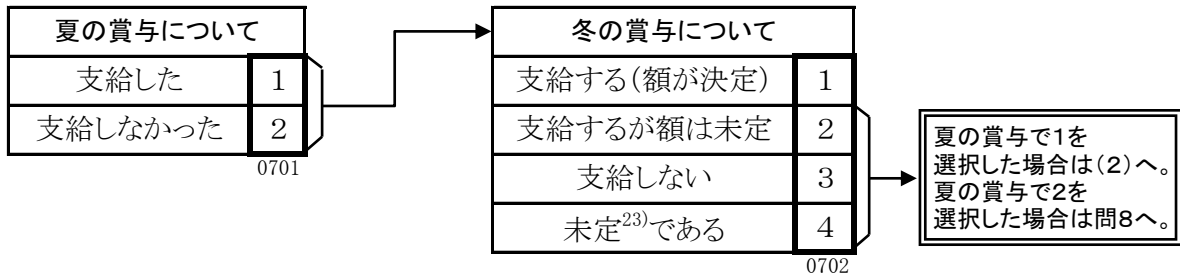 夏の賞与について
支給した 1
支給しなかった 2
0701
冬の賞与について
支給する(額が決定) 1
支給するが額は未定 2
支給しない 3
未定23)である 4
0702
夏の賞与で1を
選択した場合は(2)へ。
夏の賞与で2を
選択した場合は問8へ。